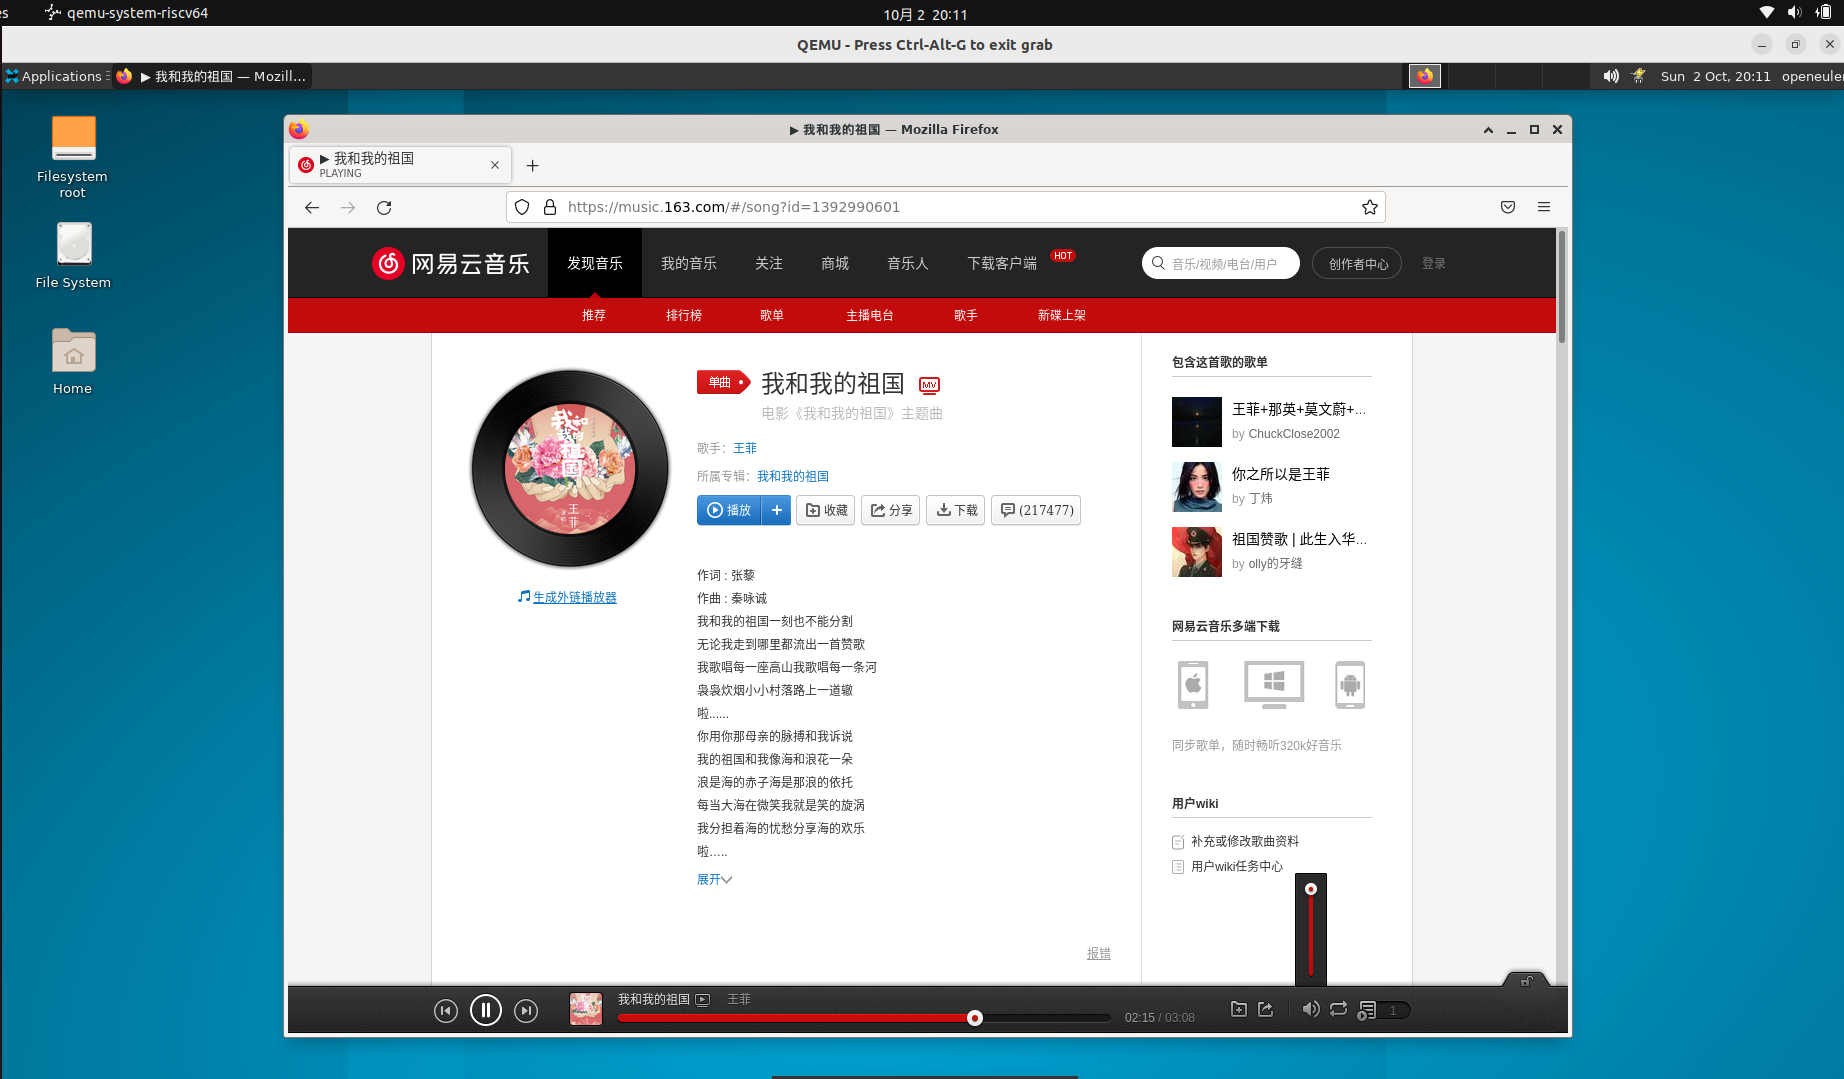 es qemu-system-riscv64 10月 2 20:11
QEMU - Press Ctrl-Alt-G to exit grab
Applications ▶ 我和我的祖国 — Mozill... Sun 2 Oct, 20:11 openeuler
Filesystem root
File System
Home
▶ 我和我的祖国 — Mozilla Firefox
▶ 我和我的祖国
PLAYING
https://music.163.com/#/song?id=1392990601
网易云音乐 发现音乐 我的音乐 关注 商城 音乐人 下载客户端 HOT 音乐/视频/电台/用户 创作者中心 登录
推荐 排行榜 歌单 主播电台 歌手 新碟上架
单曲 我和我的祖国 MV
电影《我和我的祖国》主题曲
歌手：王菲
所属专辑：我和我的祖国
播放 + 收藏 分享 下载 (217477)
我和我的祖国
王菲
生成外链播放器
作词 : 张藜
作曲 : 秦咏诚
我和我的祖国一刻也不能分割
无论我走到哪里都流出一首赞歌
我歌唱每一座高山我歌唱每一条河
袅袅炊烟小小村落路上一道辙
啦......
你用你那母亲的脉搏和我诉说
我的祖国和我像海和浪花一朵
浪是海的赤子海是那浪的依托
每当大海在微笑我就是笑的旋涡
我分担着海的忧愁分享海的欢乐
啦.....
展开
报错
包含这首歌的歌单
王菲+那英+莫文蔚+...
by ChuckClose2002
你之所以是王菲
by 丁炜
祖国赞歌 | 此生入华...
by olly的牙缝
网易云音乐多端下载
同步歌单，随时畅听320k好音乐
用户wiki
补充或修改歌曲资料
用户wiki任务中心
我和我的祖国 王菲
02:15 / 03:08
1